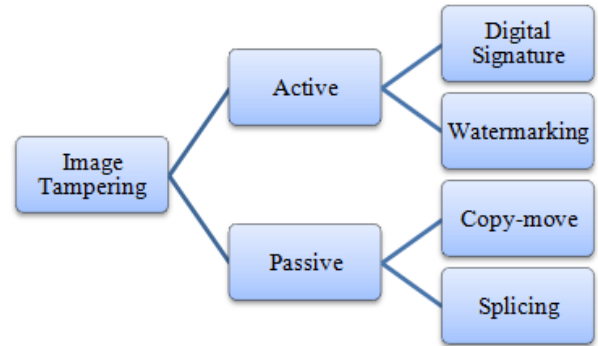 Image
Tampering
Active
Digital
Signature
Watermarking
Passive
Copy-move
Splicing